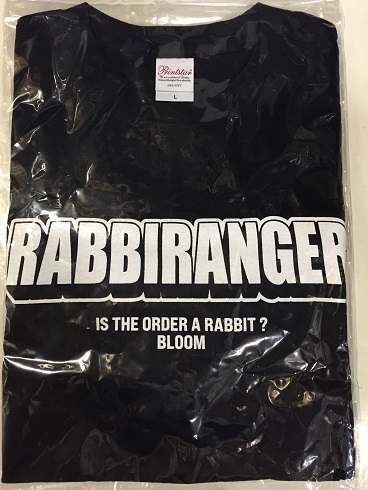 Printstar
L
RABBIRANGER
IS THE ORDER A RABBIT ?
BLOOM